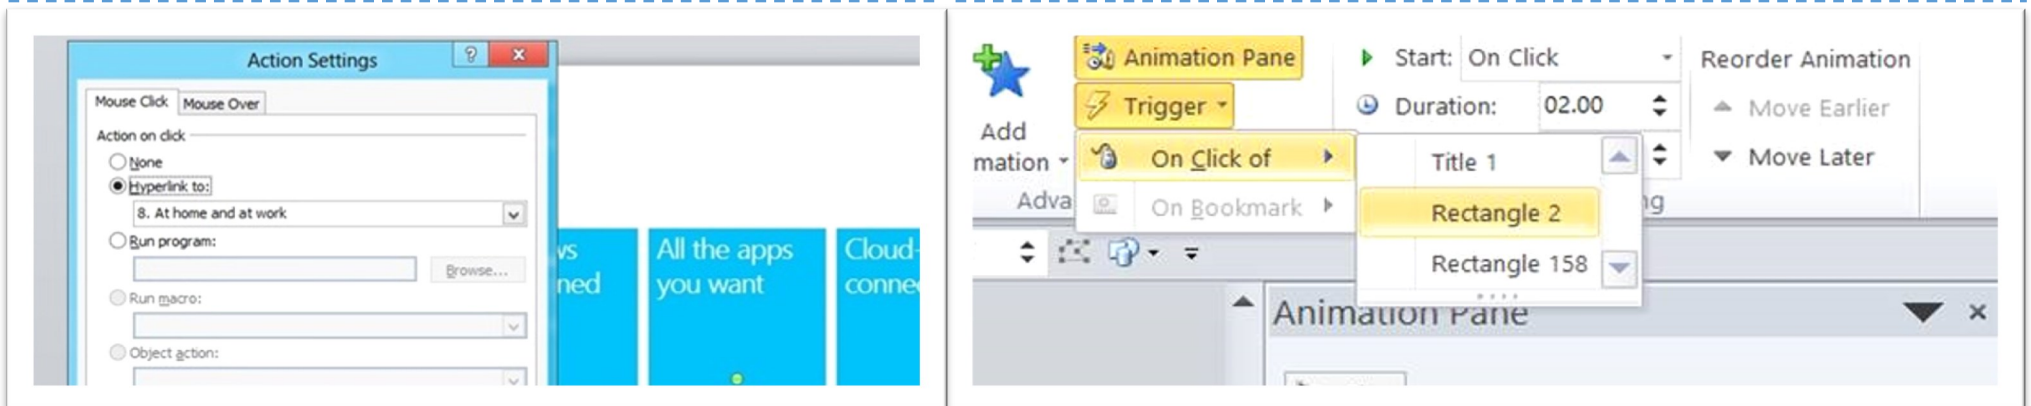 Action Settings
?
Mouse Click
Mouse Over
Action on click
None
Hyperlink to:
8. At home and at work
Run program:
Browse...
Run macro:
Object action:
All the apps
you want
Animation Pane
Trigger
On Click of
On Bookmark
Title 1
Rectangle 2
Rectangle 158
Add
mation
Start: On Click
Duration: 02.00
Reorder Animation
Move Earlier
Move Later
Animation Pane